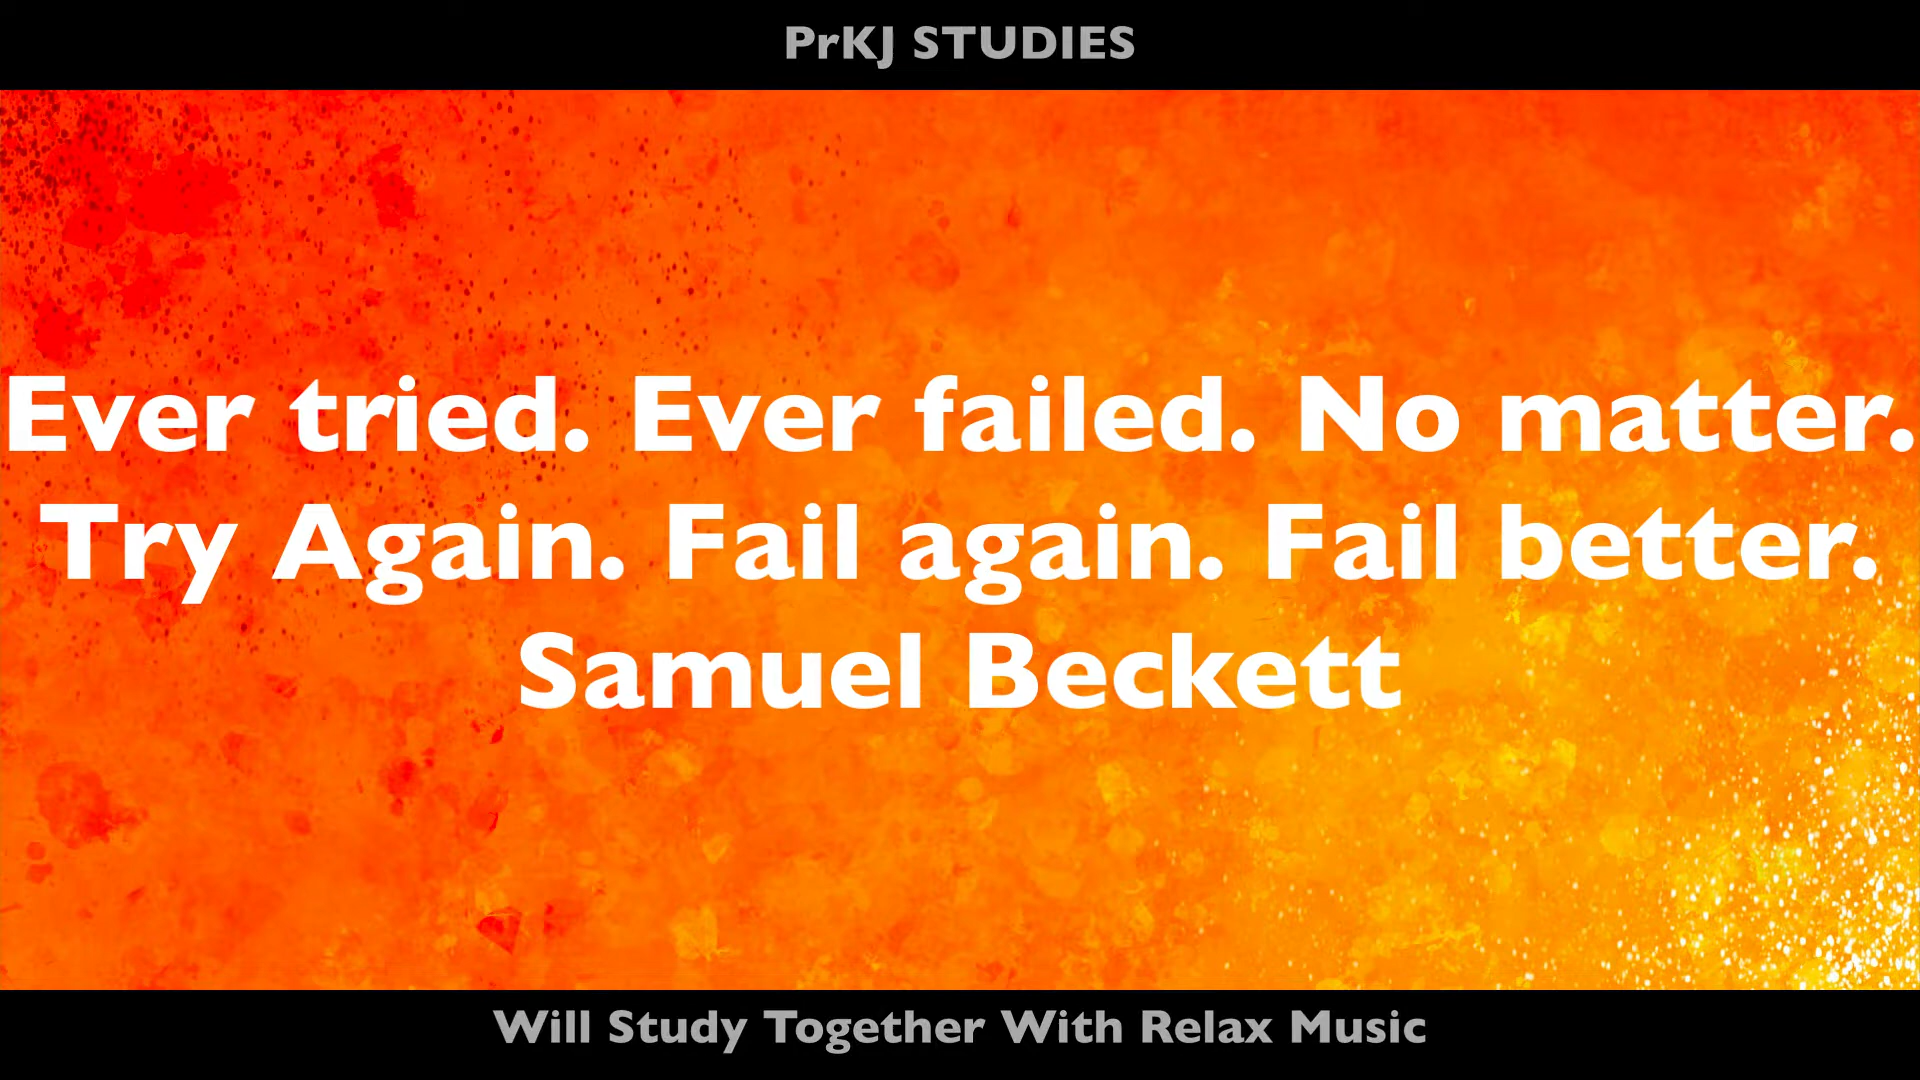 PrKJ STUDIES
Ever tried. Ever failed. No matter.
Try Again. Fail again. Fail better.
Samuel Beckett
Will Study Together With Relax Music